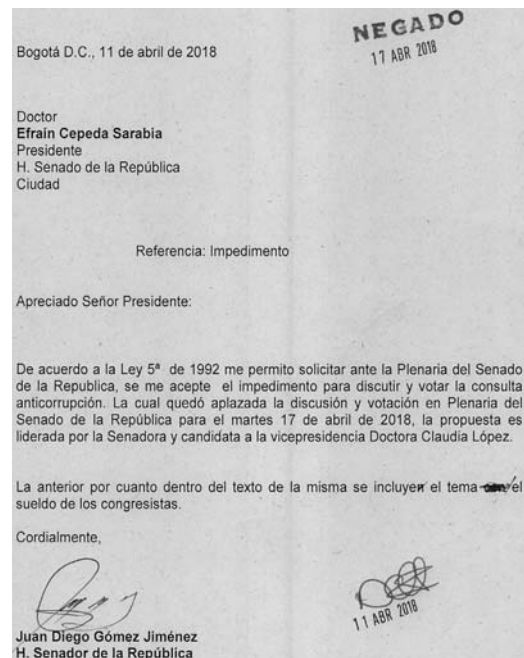 NEGADO
17 ABR 2018
Bogotá D.C., 11 de abril de 2018
Doctor
Efraín Cepeda Sarabia
Presidente
H. Senado de la República
Ciudad
Referencia: Impedimento
Apreciado Señor Presidente:
De acuerdo a la Ley 5ª de 1992 me permito solicitar ante la Plenaria del Senado
de la Republica, se me acepte el impedimento para discutir y votar la consulta
anticorrupción. La cual quedó aplazada la discusión y votación en Plenaria del
Senado de la República para el martes 17 de abril de 2018, la propuesta es
liderada por la Senadora y candidata a la vicepresidencia Doctora Claudia López.
La anterior por cuanto dentro del texto de la misma se incluye el tema el
sueldo de los congresistas.
Cordialmente,
11 ABR 2018
Juan Diego Gómez Jiménez
H. Senador de la República